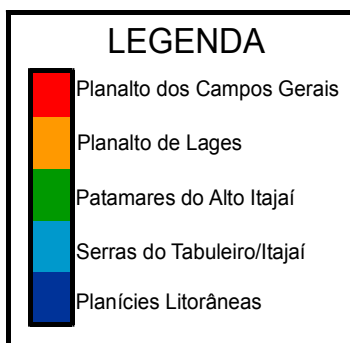 LEGENDA
Planalto dos Campos Gerais
Planalto de Lages
Patamares do Alto Itajaí
Serras do Tabuleiro/Itajaí
Planícies Litorâneas